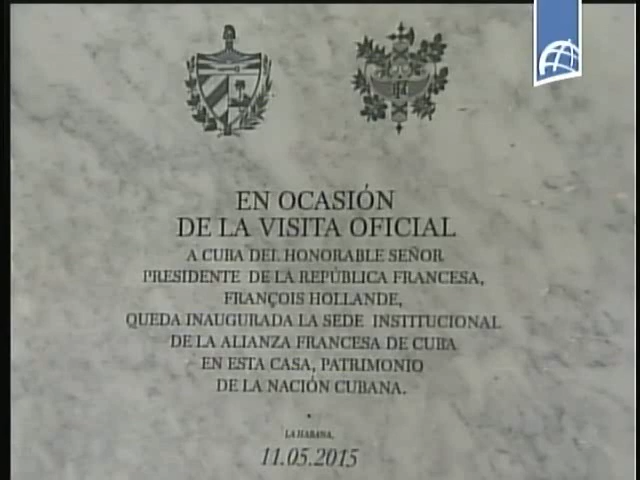 EN OCASIÓN
DE LA VISITA OFICIAL
A CUBA DEL HONORABLE SEÑOR
PRESIDENTE DE LA REPÚBLICA FRANCESA,
FRANÇOIS HOLLANDE,
QUEDA INAUGURADA LA SEDE INSTITUCIONAL
DE LA ALIANZA FRANCESA DE CUBA
EN ESTA CASA, PATRIMONIO
DE LA NACIÓN CUBANA.
LA HABANA,
11.05.2015